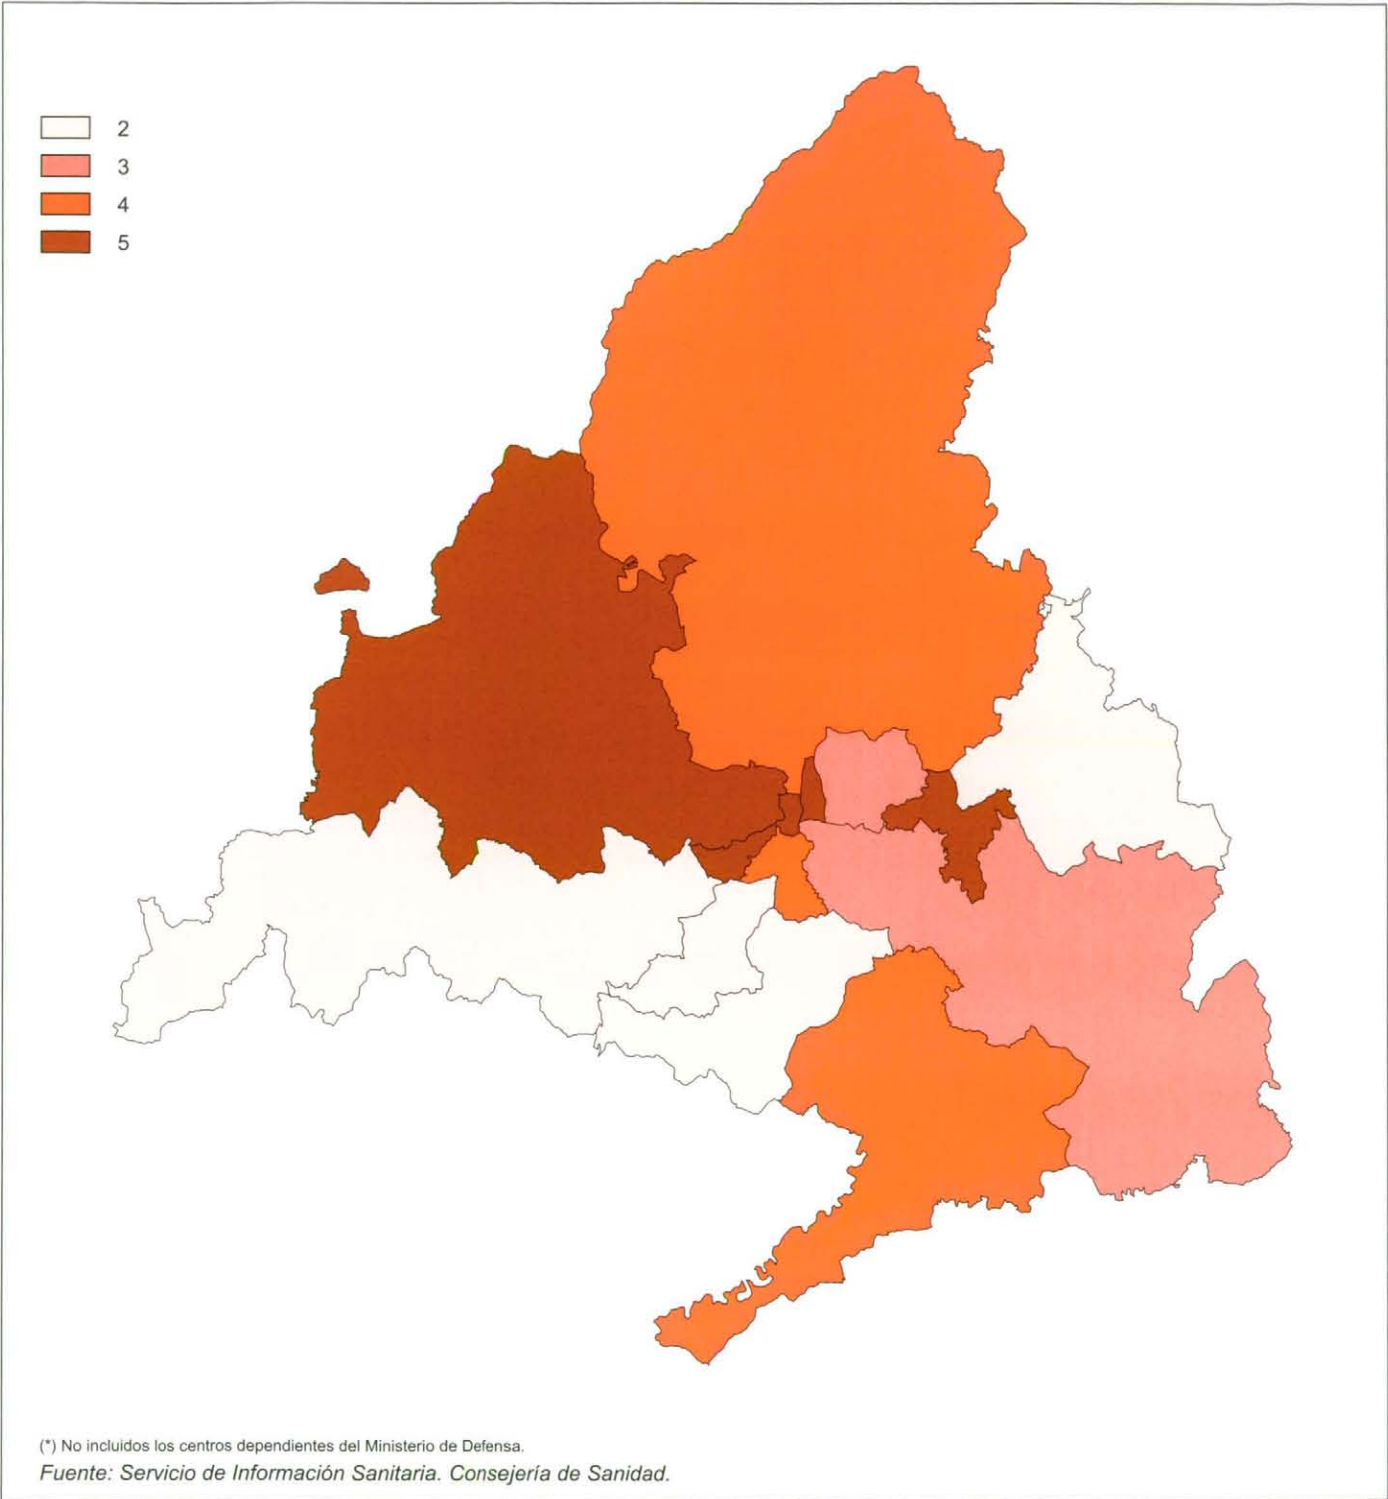 2
3
4
5
(*) No incluidos los centros dependientes del Ministerio de Defensa.
Fuente: Servicio de Información Sanitaria. Consejería de Sanidad.